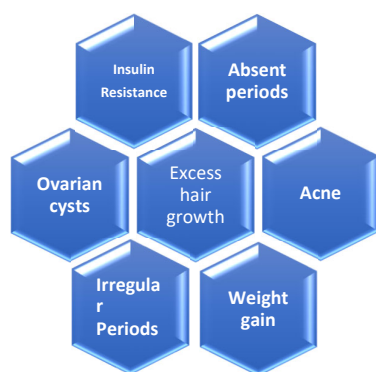 Insulin
Resistance
Absent
periods
Ovarian
cysts
Excess
hair
growth
Acne
Irregula
r
Periods
Weight
gain